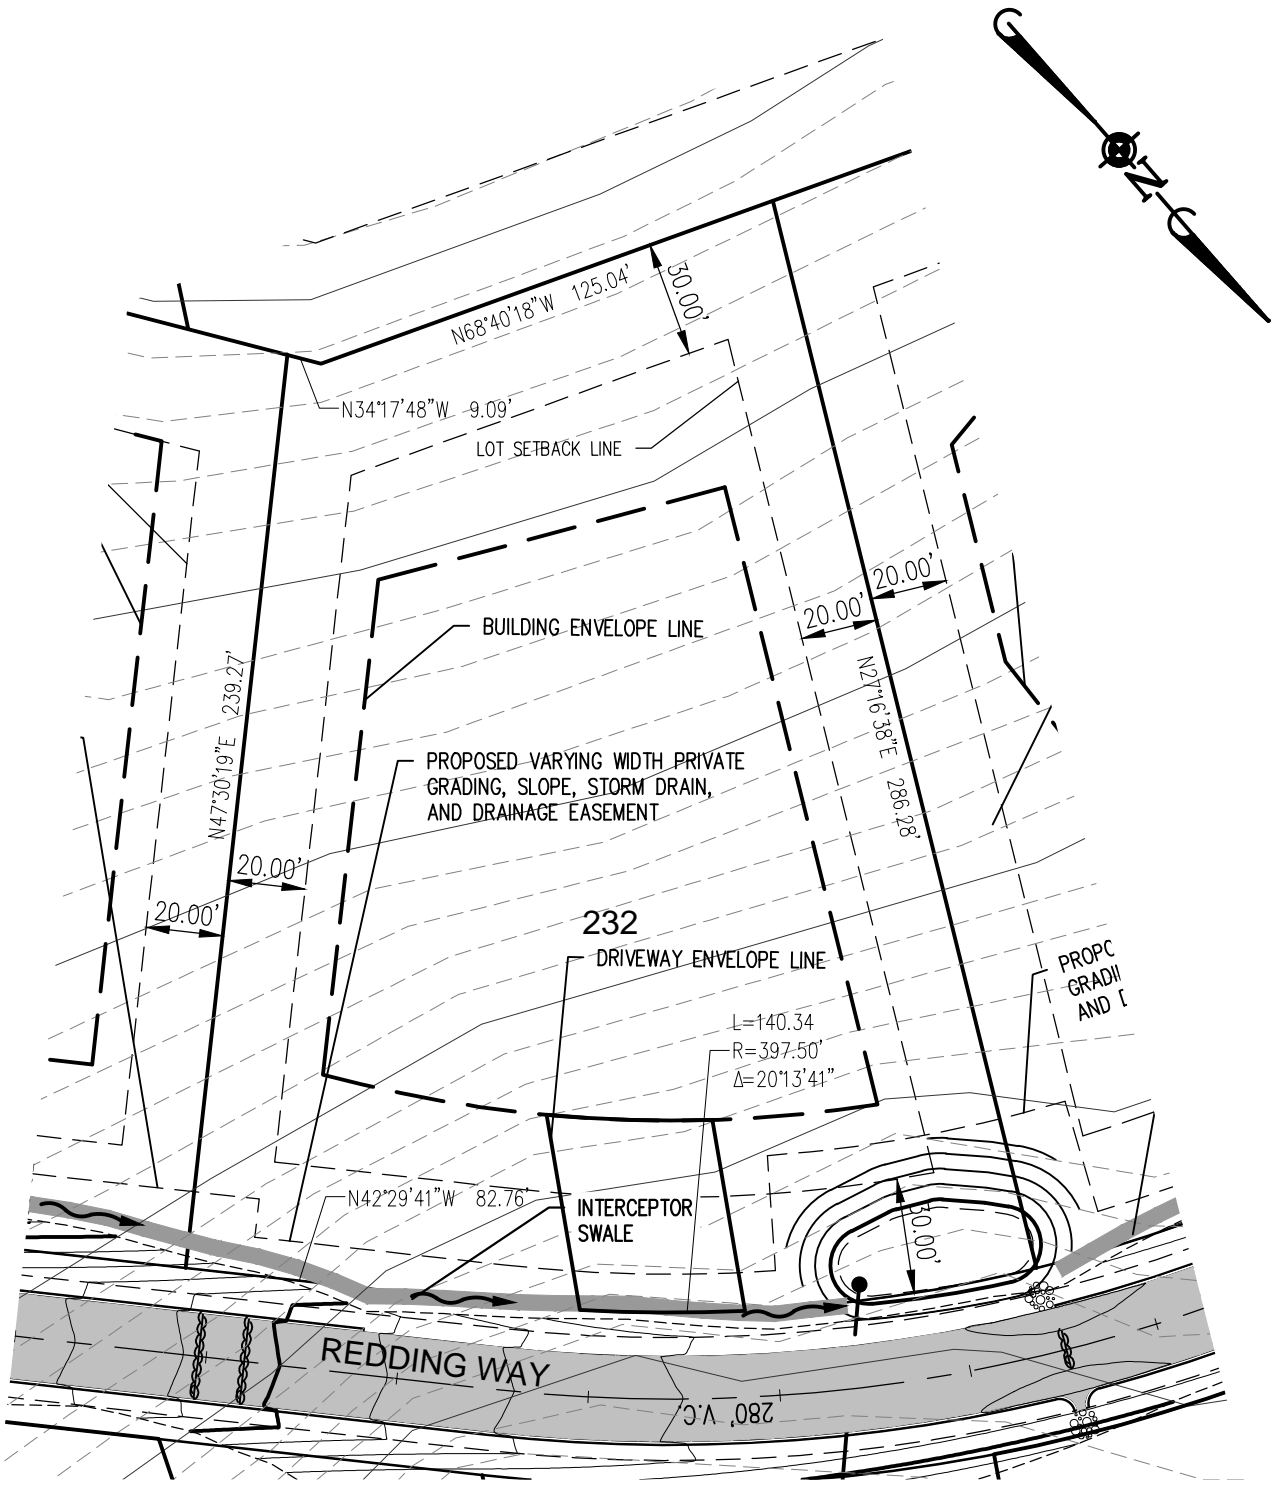 N
N68°40'18"W 125.04'
30.00'
N34°17'48"W 9.09'
LOT SETBACK LINE
20.00'
20.00'
BUILDING ENVELOPE LINE
N47°30'19"E 239.27'
N27°16'38"E 286.28'
PROPOSED VARYING WIDTH PRIVATE
GRADING, SLOPE, STORM DRAIN,
AND DRAINAGE EASEMENT
20.00'
20.00'
232
DRIVEWAY ENVELOPE LINE
PROPO
GRADI
AND
L=140.34
R=397.50'
Δ=20°13'41"
N42°29'41"W 82.76'
INTERCEPTOR
SWALE
30.00'
REDDING WAY
280' V.C.